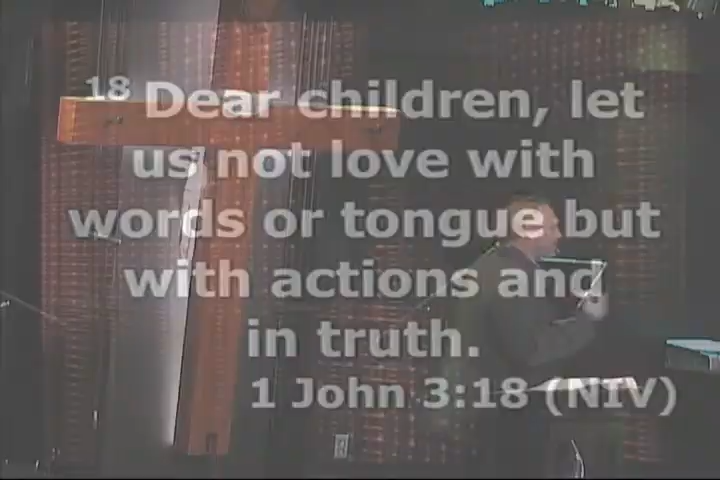 18 Dear children, let
us not love with
words or tongue but
with actions and
in truth.
1 John 3:18 (NIV)